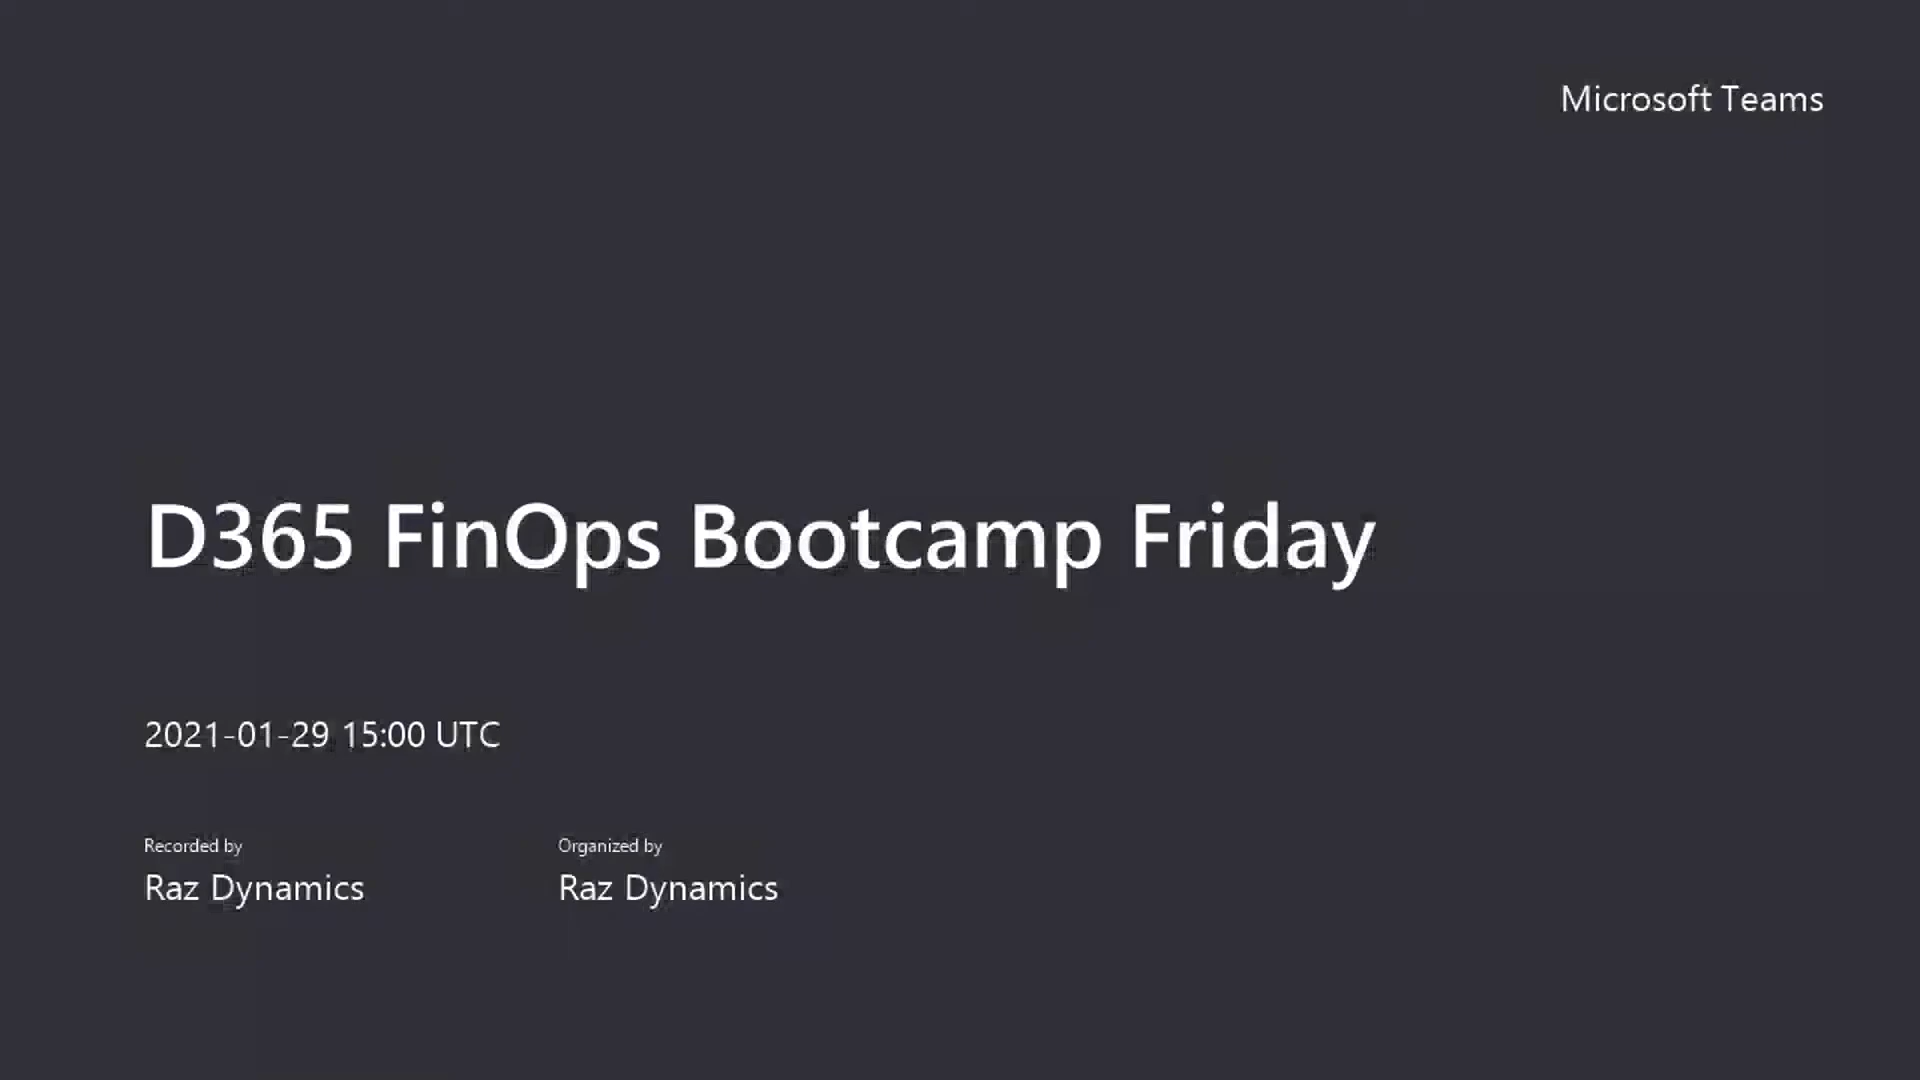 Microsoft Teams
D365 FinOps Bootcamp Friday
2021-01-29 15:00 UTC
Recorded by
Raz Dynamics
Organized by
Raz Dynamics